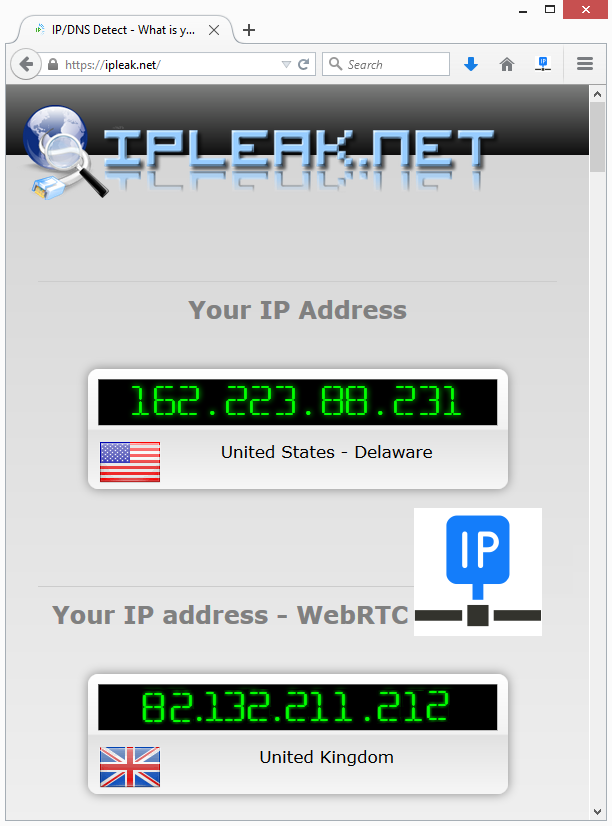 IP/DNS Detect - What is y...
https://ipleak.net/
Search
IPLEAK.NET
Your IP Address
162.223.88.231
United States - Delaware
IP
Your IP address - WebRTC
82.132.211.212
United Kingdom